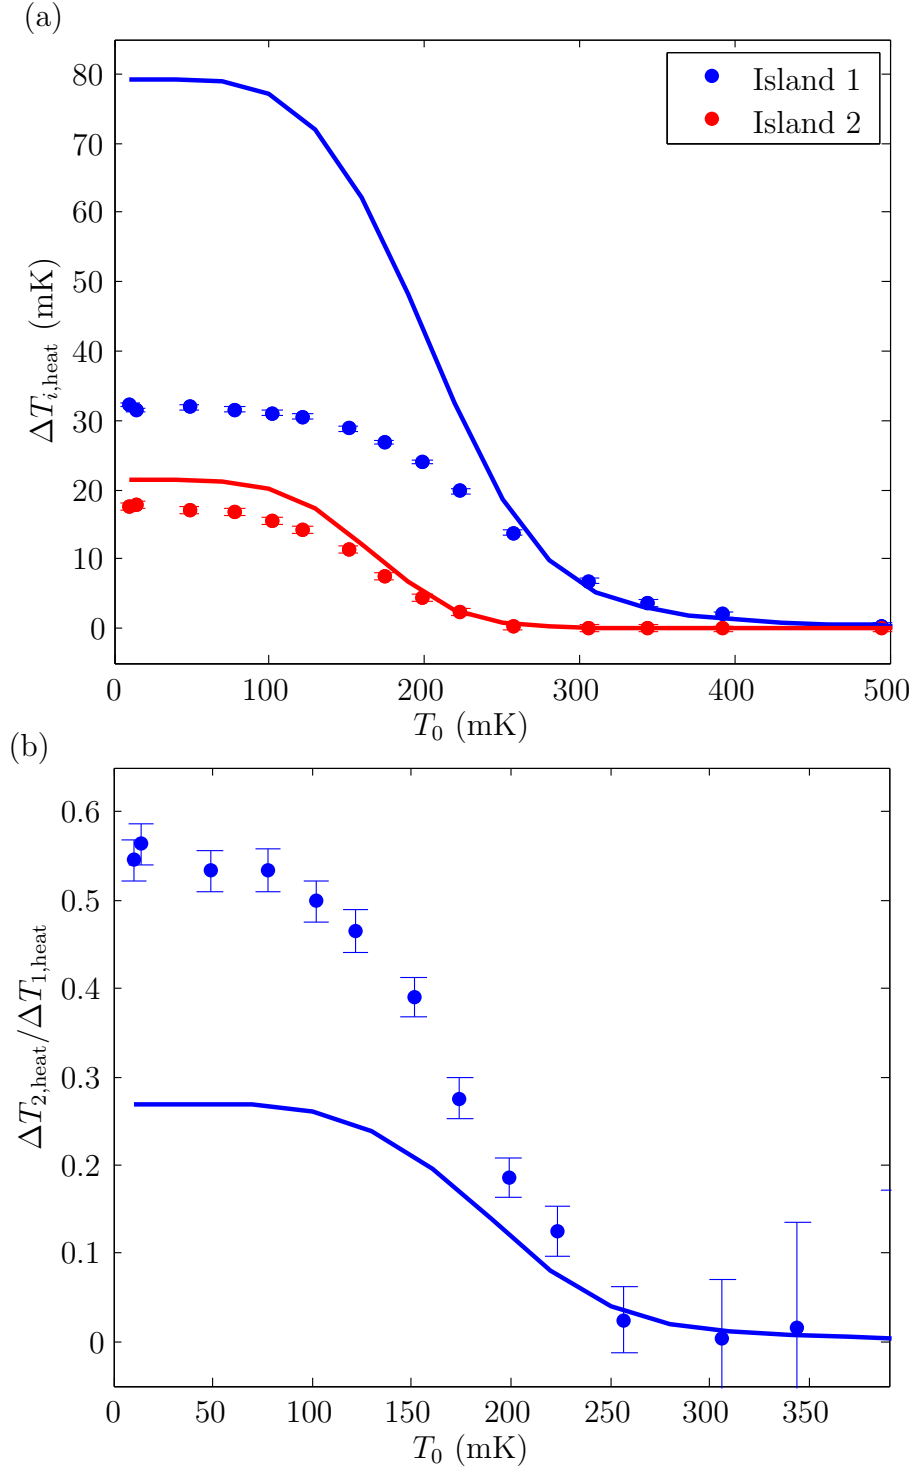 (a)
80
70
60
50
40
30
20
10
0
ΔT_{i,heat} (mK)
Island 1
Island 2
0 100 200 300 400 500
T_0 (mK)
(b)
0.6
0.5
0.4
0.3
0.2
0.1
0
ΔT_{2,heat}/ΔT_{1,heat}
0 50 100 150 200 250 300 350
T_0 (mK)